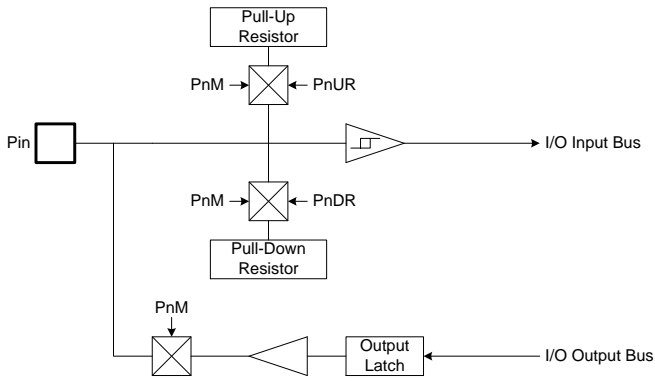 Pull-Up
Resistor
PnM
PnUR
Pin
I/O Input Bus
PnM
PnDR
Pull-Down
Resistor
PnM
Output
Latch
I/O Output Bus